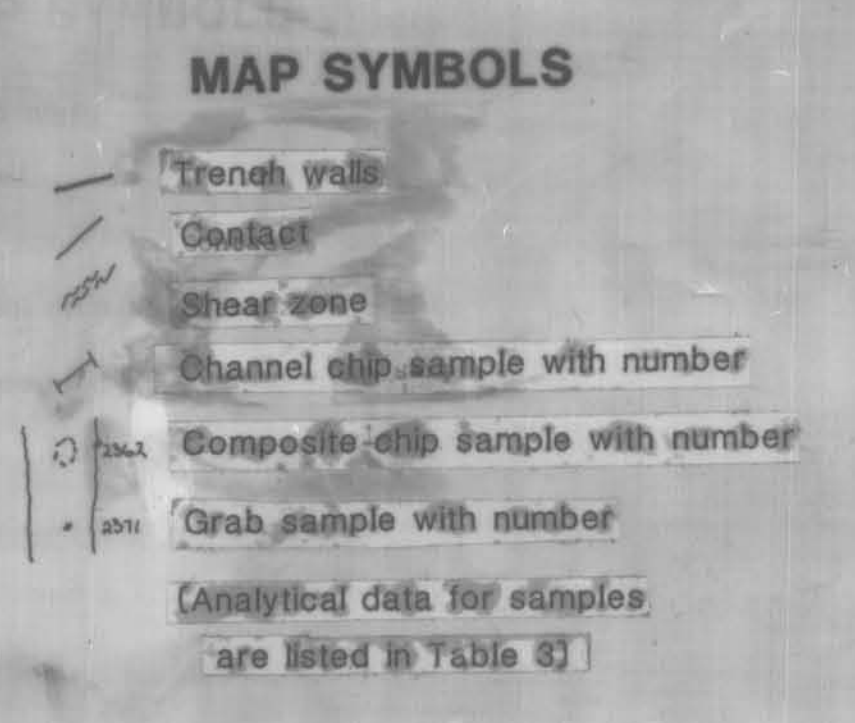 MAP SYMBOLS
Trench walls
Contact
Shear zone
Channel chip sample with number
2362 Composite chip sample with number
2371 Grab sample with number
(Analytical data for samples
are listed in Table 3)